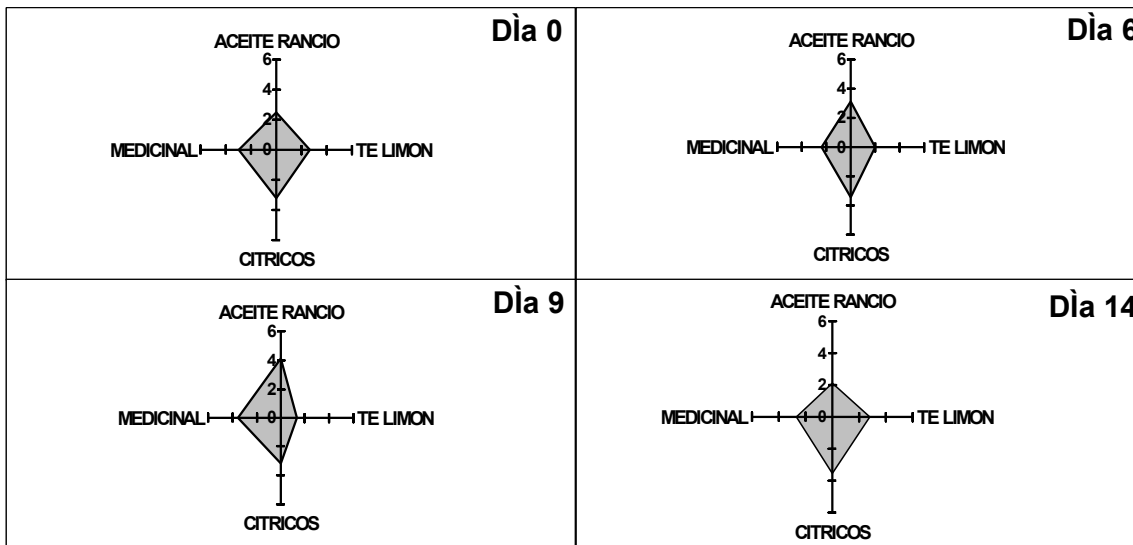 DÌa 0
ACEITE RANCIO
6
4
2
0
MEDICINAL
TE LIMON
CITRICOS
DÌa 6
ACEITE RANCIO
6
4
2
0
MEDICINAL
TE LIMON
CITRICOS
DÌa 9
ACEITE RANCIO
6
4
2
0
MEDICINAL
TE LIMON
CITRICOS
DÌa 14
ACEITE RANCIO
6
4
2
0
MEDICINAL
TE LIMON
CITRICOS